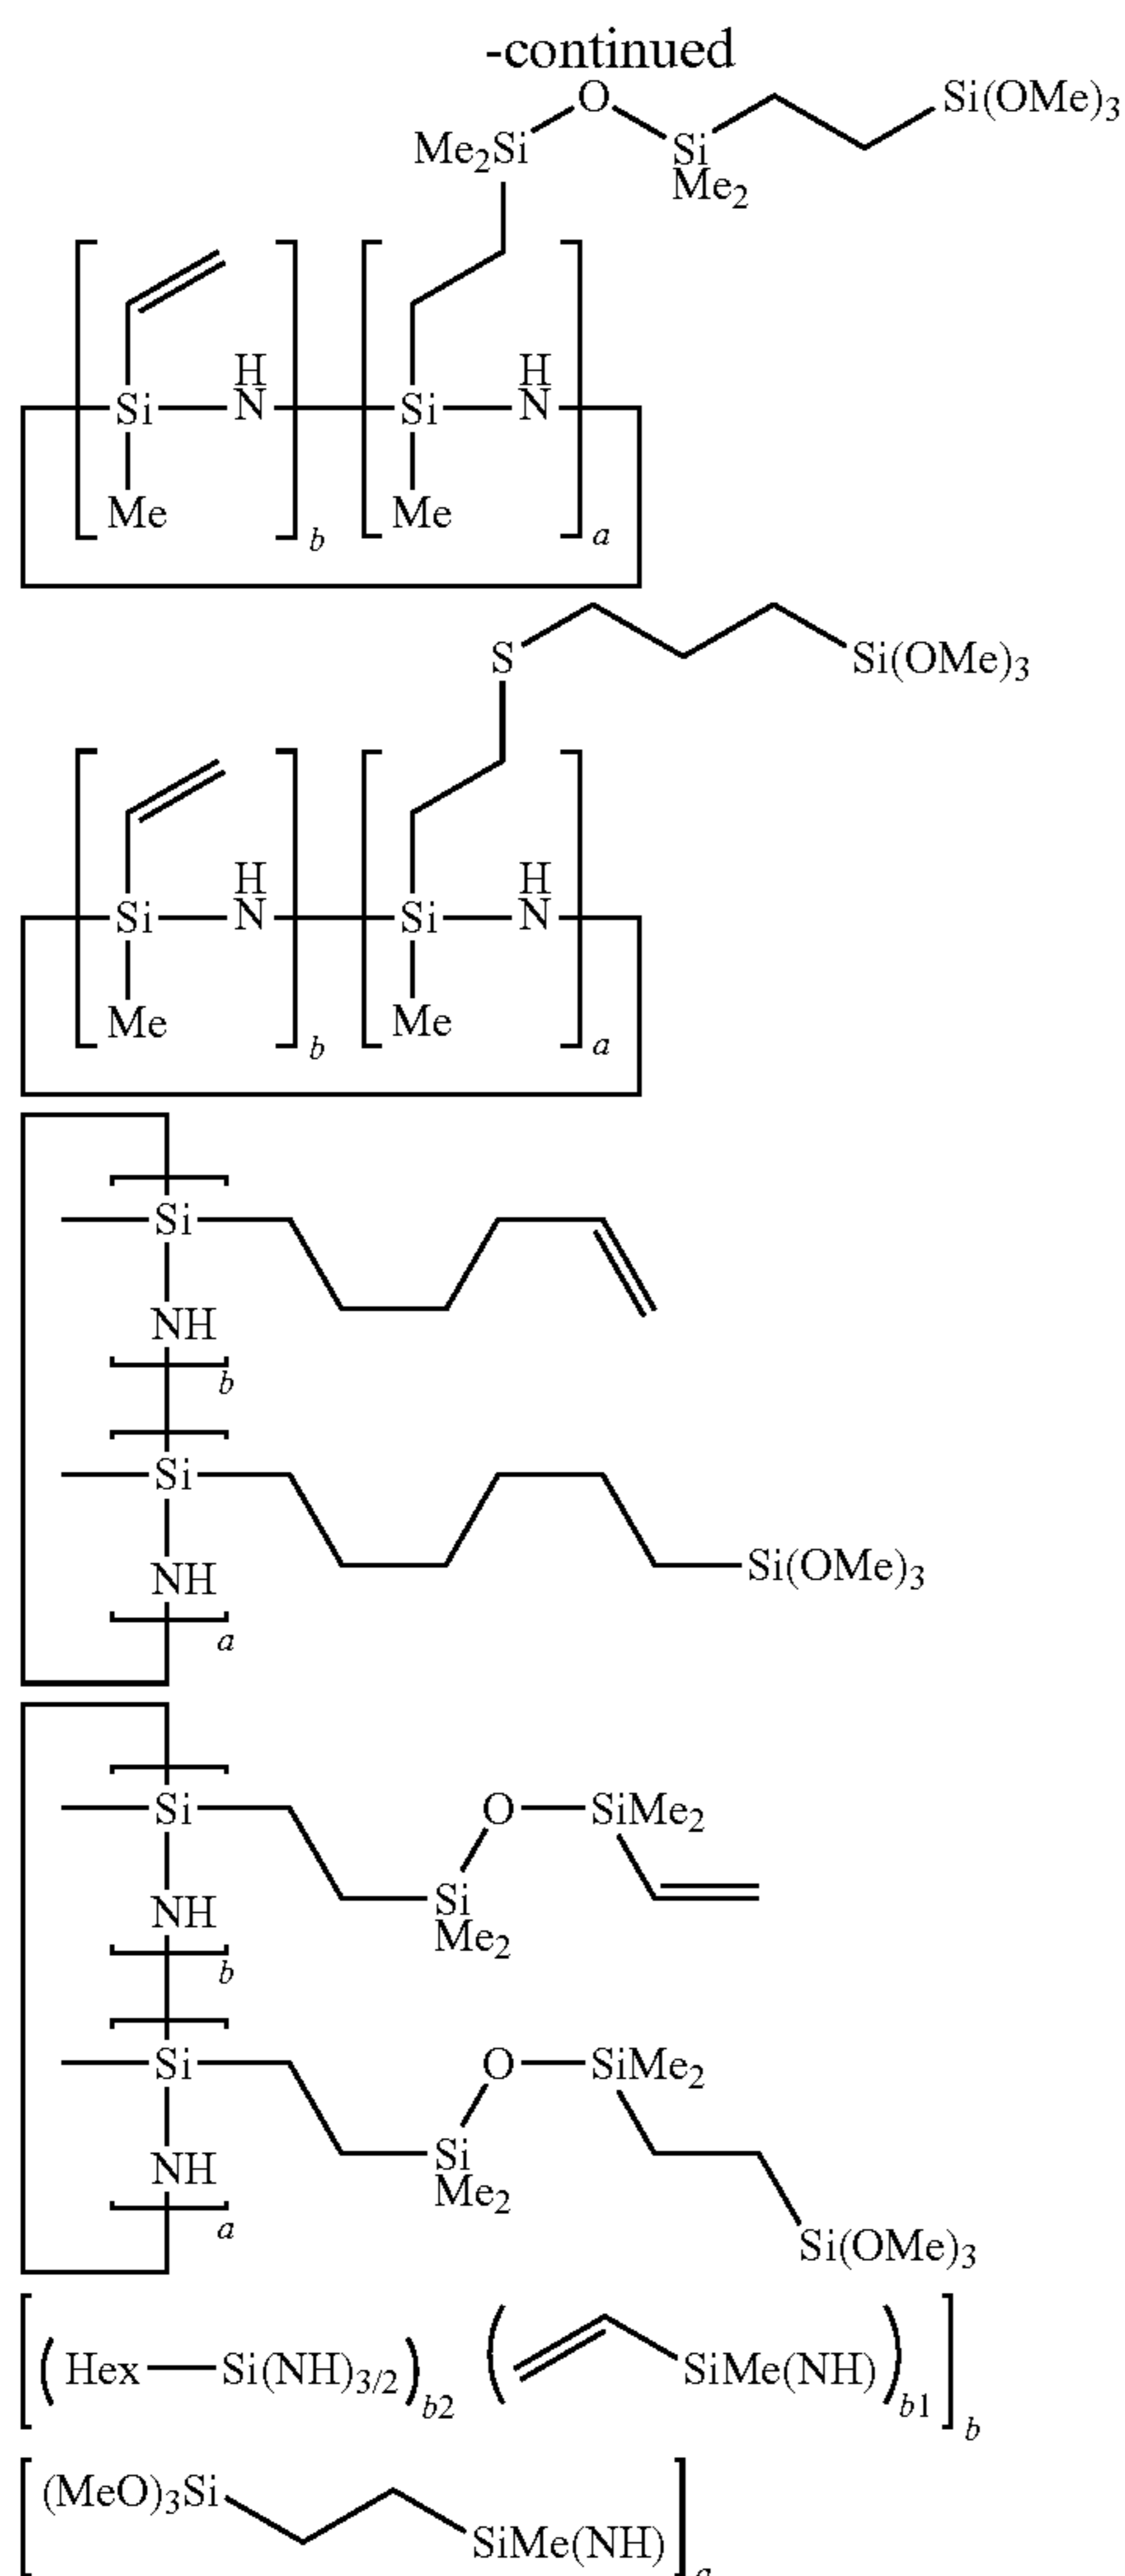 -continued
O
Si(OMe)3
Me2Si
Si
Me2
H H
Si N Si N
Me Me
b a
S
Si(OMe)3
H H
Si N Si N
Me Me
b a
Si
NH
b
Si
NH
Si(OMe)3
a
Si O SiMe2
Si
NH
Me2
b
Si O SiMe2
Si
NH
Me2
a
Si(OMe)3
(Hex—Si(NH)3/2)b2 (SiMe(NH))b1 b
(MeO)3Si
SiMe(NH)